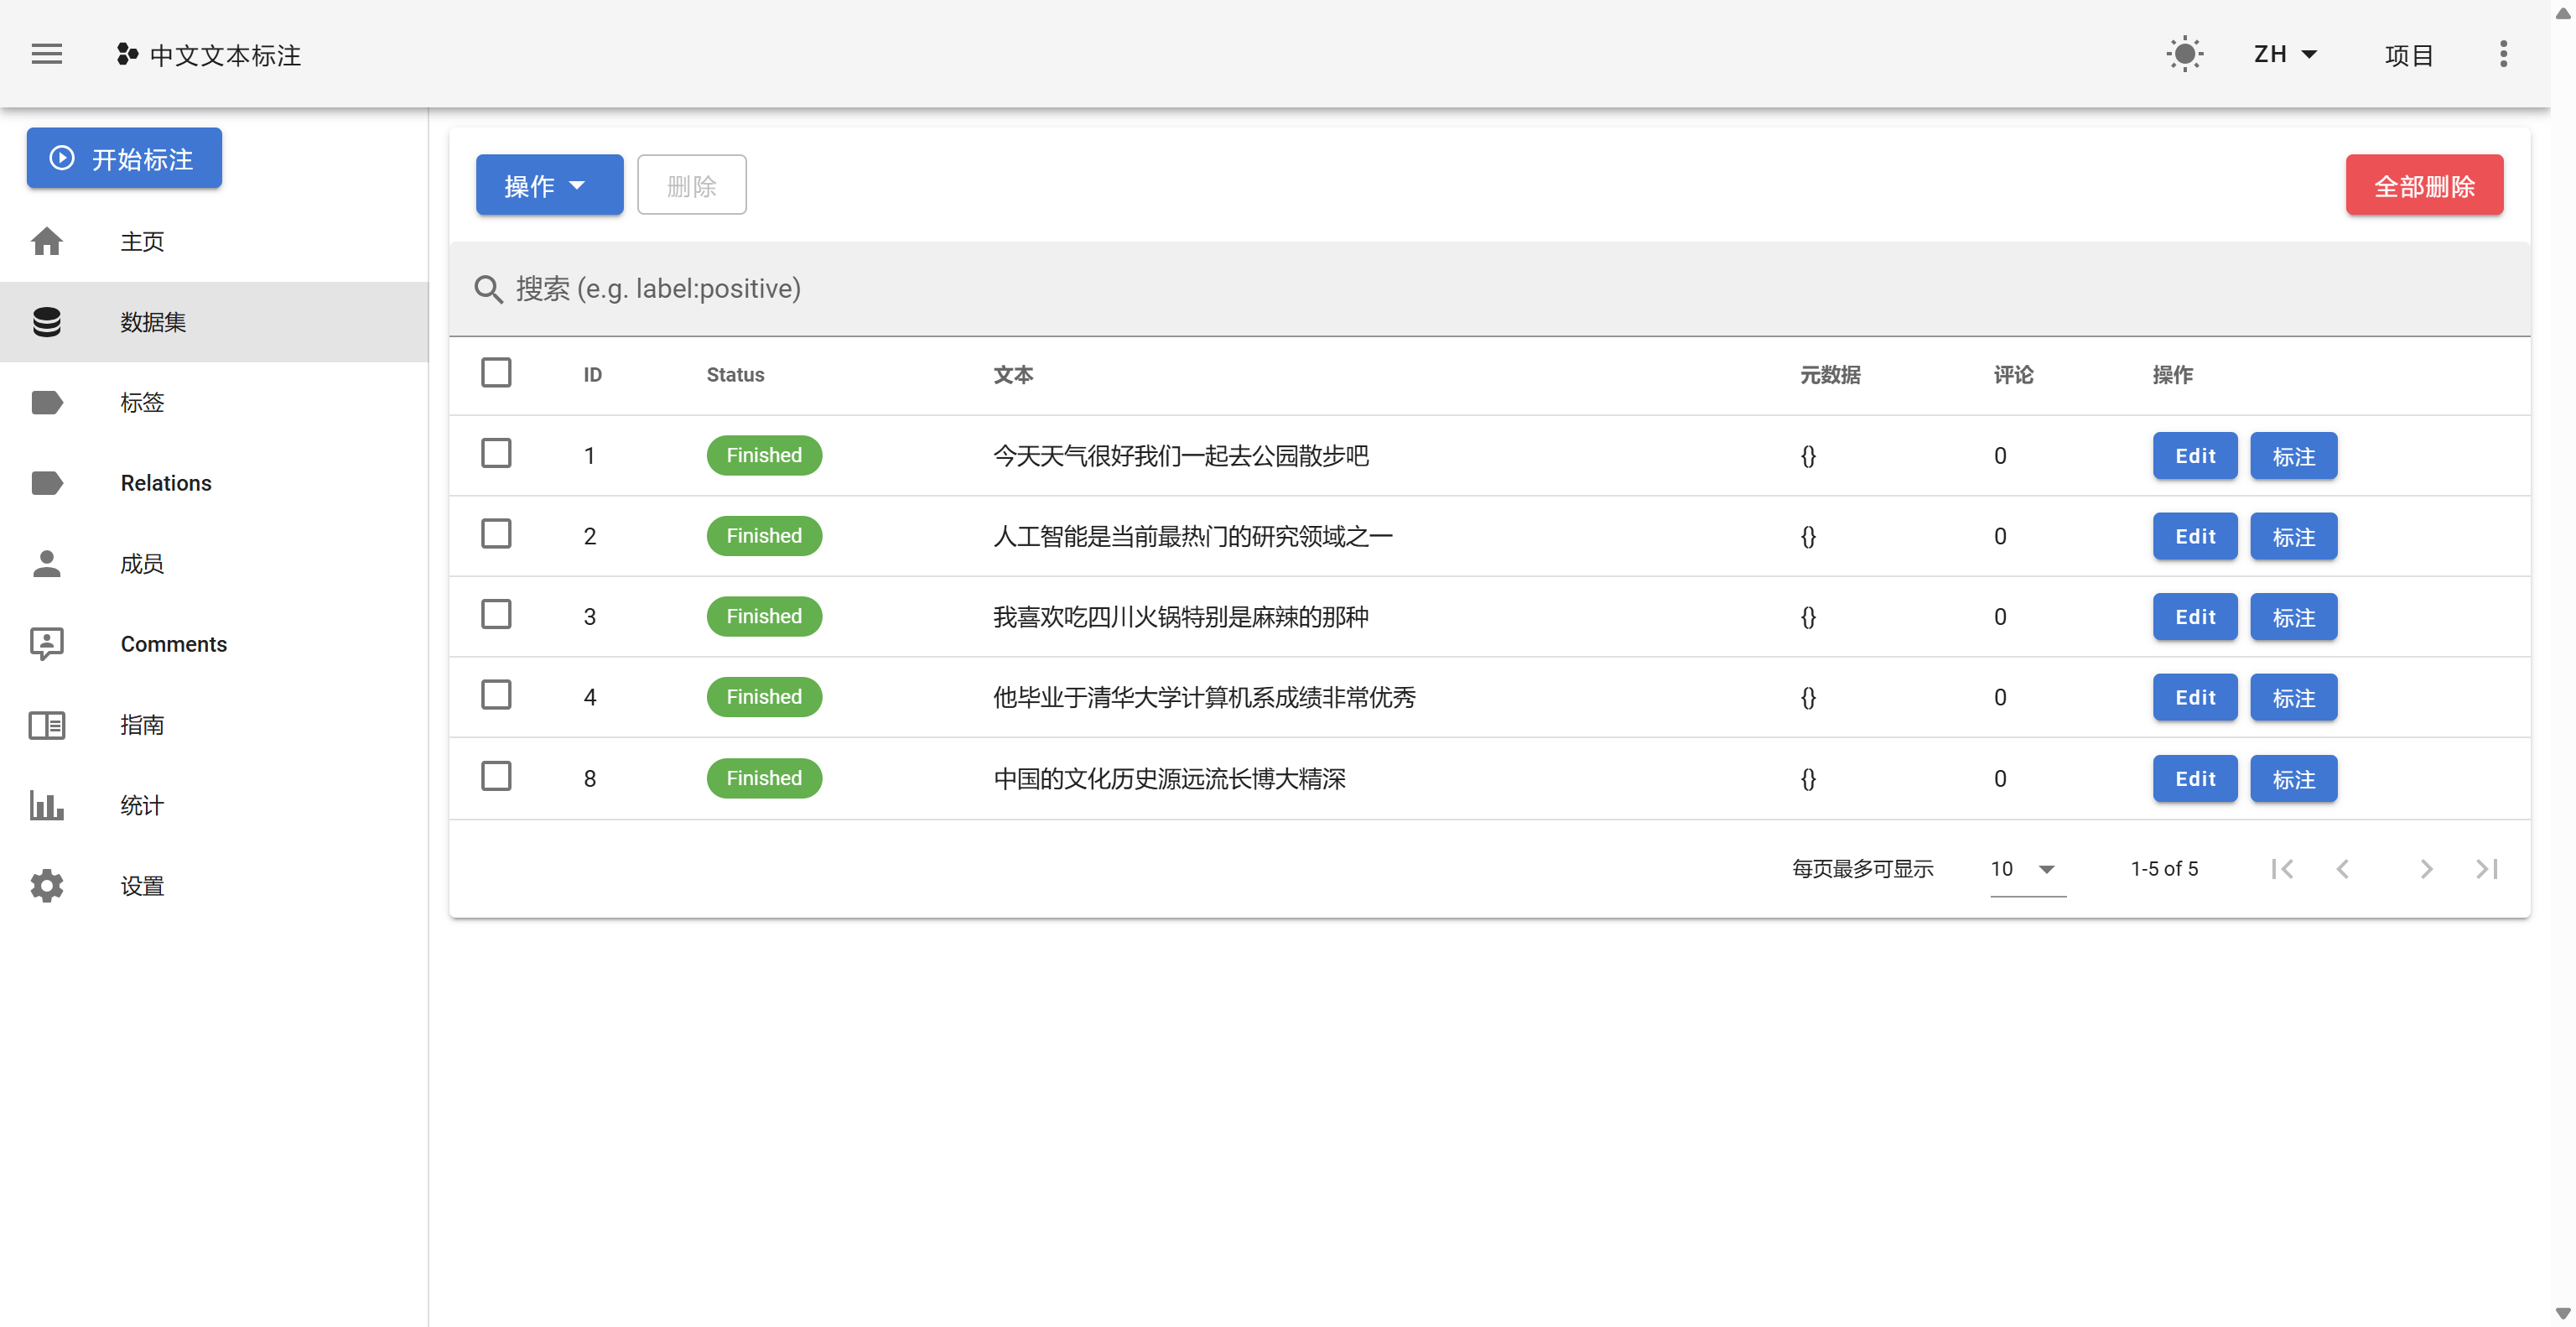 中文文本标注
ZH
项目
开始标注
主页
数据集
标签
Relations
成员
Comments
指南
统计
设置
操作
删除
全部删除
搜索 (e.g. label:positive)
ID Status 文本 元数据 评论 操作
1 Finished 今天天气很好我们一起去公园散步吧 {} 0 Edit 标注
2 Finished 人工智能是当前最热门的研究领域之一 {} 0 Edit 标注
3 Finished 我喜欢吃四川火锅特别是麻辣的那种 {} 0 Edit 标注
4 Finished 他毕业于清华大学计算机系成绩非常优秀 {} 0 Edit 标注
8 Finished 中国的文化历史源远流长博大精深 {} 0 Edit 标注
每页最多可显示 10 1-5 of 5